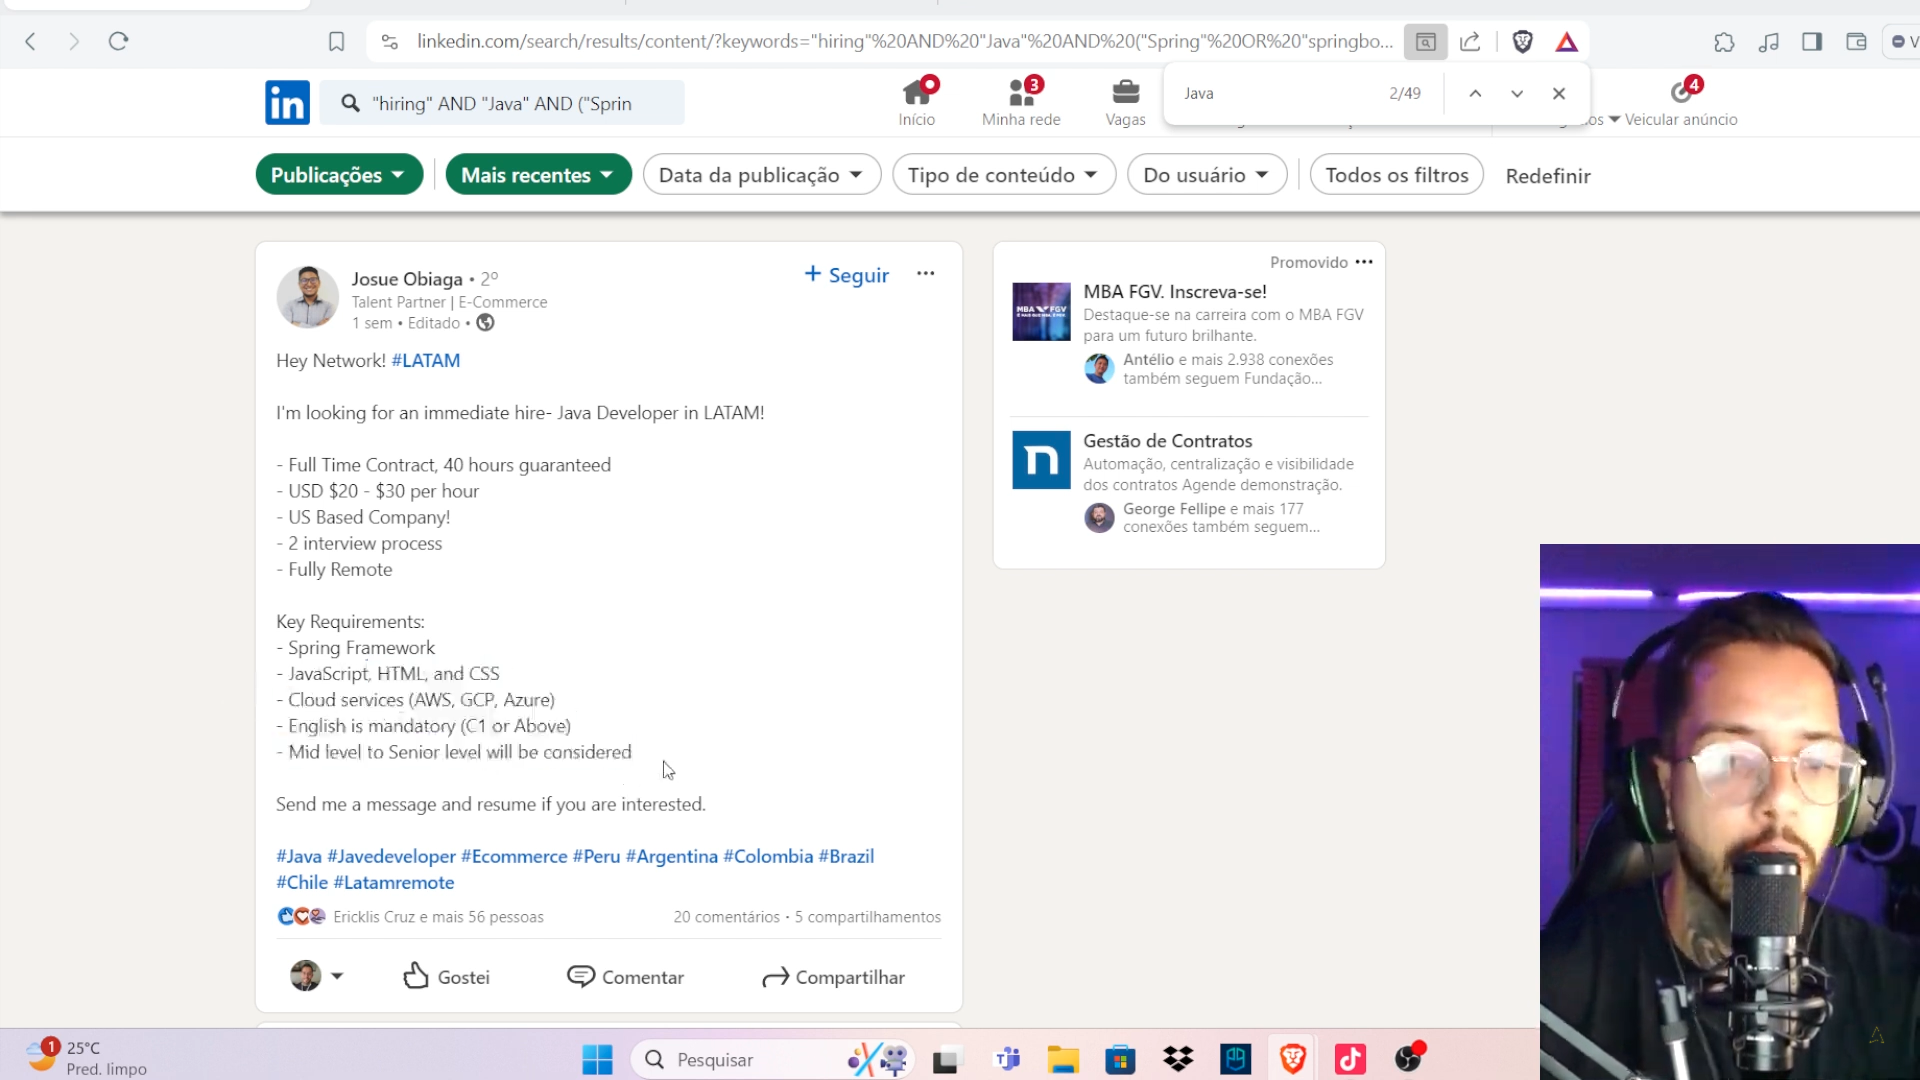 linkedin.com/search/results/content/?keywords="hiring"%20AND%20"Java"%20AND%20("Spring"%20OR%20"springbo...
V
in
"hiring" AND "Java" AND ("Sprin
Início
3
Minha rede
Vagas
Java
2/49
4
os
Veicular anúncio
Publicações
Mais recentes
Data da publicação
Tipo de conteúdo
Do usuário
Todos os filtros
Redefinir
Josue Obiaga • 2º
Talent Partner | E-Commerce
1 sem • Editado •
+ Seguir
Hey Network! #LATAM
I'm looking for an immediate hire- Java Developer in LATAM!
- Full Time Contract, 40 hours guaranteed
- USD $20 - $30 per hour
- US Based Company!
- 2 interview process
- Fully Remote
Key Requirements:
- Spring Framework
- JavaScript, HTML, and CSS
- Cloud services (AWS, GCP, Azure)
- English is mandatory (C1 or Above)
- Mid level to Senior level will be considered
Send me a message and resume if you are interested.
#Java #Javedeveloper #Ecommerce #Peru #Argentina #Colombia #Brazil
#Chile #Latamremote
Ericklis Cruz e mais 56 pessoas
20 comentários • 5 compartilhamentos
Gostei
Comentar
Compartilhar
Promovido
MBA FGV
MBA FGV. Inscreva-se!
Destaque-se na carreira com o MBA FGV
para um futuro brilhante.
Antélio e mais 2.938 conexões
também seguem Fundação...
n
Gestão de Contratos
Automação, centralização e visibilidade
dos contratos Agende demonstração.
George Fellipe e mais 177
conexões também seguem...
1
25°C
Pred. limpo
Pesquisar